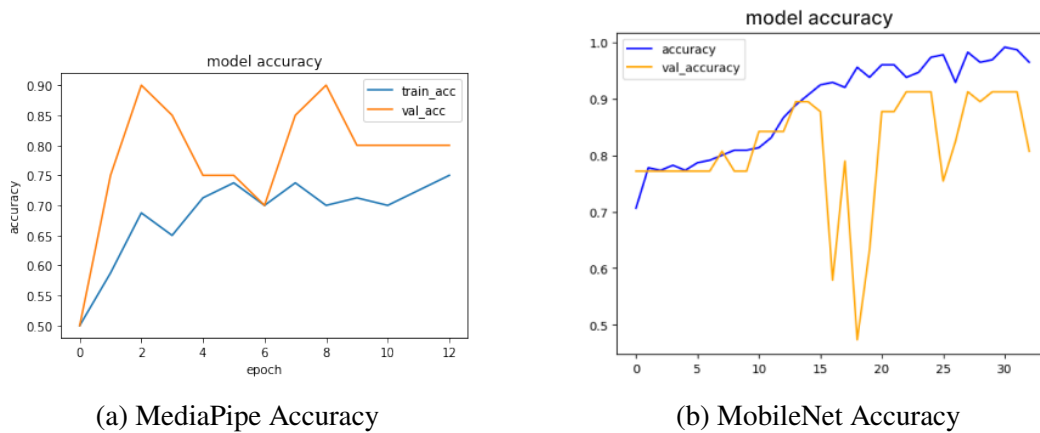 model accuracy
train_acc
val_acc
accuracy
0.90
0.85
0.80
0.75
0.70
0.65
0.60
0.55
0.50
0 2 4 6 8 10 12
epoch
(a) MediaPipe Accuracy
model accuracy
accuracy
val_accuracy
1.0
0.9
0.8
0.7
0.6
0.5
0 5 10 15 20 25 30
(b) MobileNet Accuracy